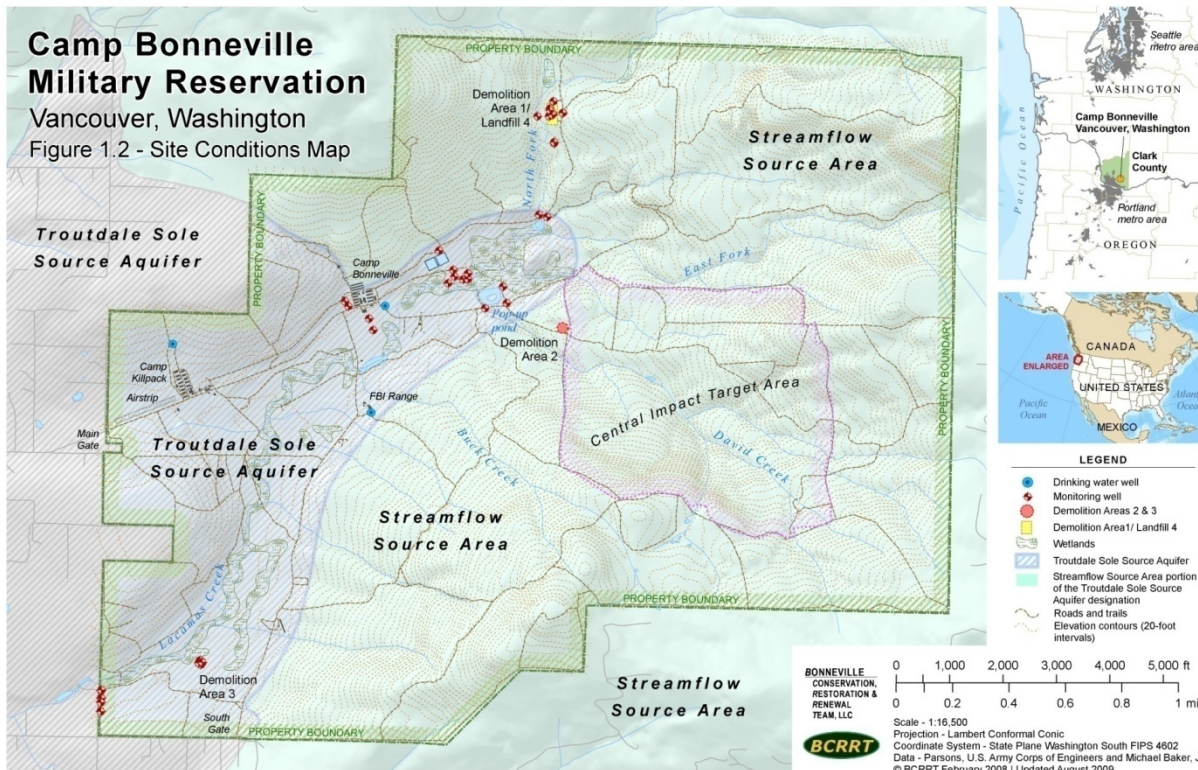 Camp Bonneville
Military Reservation
Vancouver, Washington
Figure 1.2 - Site Conditions Map
PROPERTY BOUNDARY
Demolition
Area 1/
Landfill 4
North Fork
Streamflow
Source Area
PROPERTY BOUNDARY
Troutdale Sole
Source Aquifer
Camp
Bonneville
East Fork
Pop-up
pond
Demolition
Area 2
Camp
Killpack
Airstrip
FBI Range
Main
Gate
Central Impact Target Area
PROPERTY BOUNDARY
Troutdale Sole
Source Aquifer
Buck Creek
David Creek
Streamflow
Source Area
PROPERTY BOUNDARY
Lacamas Creek
Demolition
Area 3
South
Gate
PROPERTY BOUNDARY
Streamflow
Source Area
Seattle
metro area
WASHINGTON
Pacific Ocean
Camp Bonneville
Vancouver, Washington
Clark
County
Portland
metro area
OREGON
CANADA
AREA
ENLARGED
UNITED STATES
Pacific
Ocean
MEXICO
LEGEND
Drinking water well
Monitoring well
Demolition Areas 2 & 3
Demolition Area1/ Landfill 4
Wetlands
Troutdale Sole Source Aquifer
Streamflow Source Area portion
of the Troutdale Sole Source
Aquifer designation
Roads and trails
Elevation contours (20-foot
intervals)
BONNEVILLE
CONSERVATION,
RESTORATION &
RENEWAL
TEAM, LLC
BCRRT
0 1,000 2,000 3,000 4,000 5,000 ft
0 0.2 0.4 0.6 0.8 1 mi
Scale - 1:16,500
Projection - Lambert Conformal Conic
Coordinate System - State Plane Washington South FIPS 4602
Data - Parsons, U.S. Army Corps of Engineers and Michael Baker,
© BCRRT February 2008 | Updated August 2009